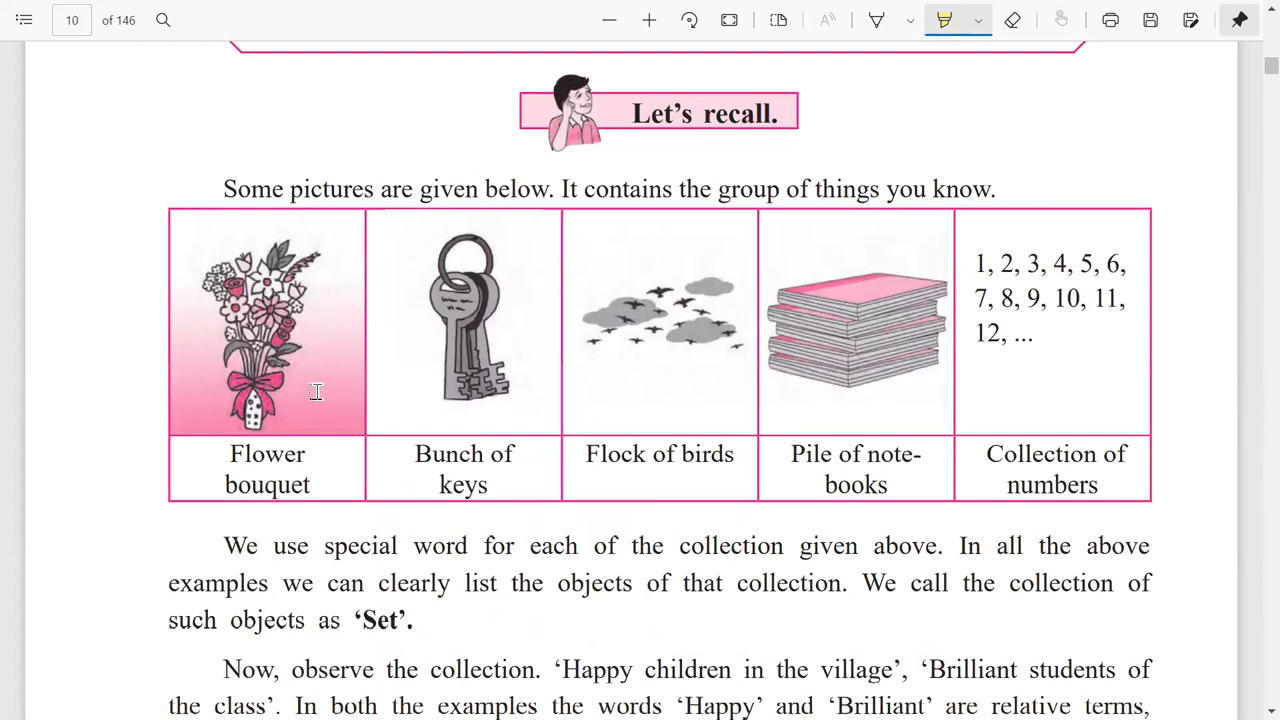 10 of 146
Let's recall.
Some pictures are given below. It contains the group of things you know.
1, 2, 3, 4, 5, 6,
7, 8, 9, 10, 11,
12, ...
Flower bouquet
Bunch of keys
Flock of birds
Pile of note-books
Collection of numbers
We use special word for each of the collection given above. In all the above
examples we can clearly list the objects of that collection. We call the collection of
such objects as ‘Set’.
Now, observe the collection. ‘Happy children in the village’, ‘Brilliant students of
the class’. In both the examples the words ‘Happy’ and ‘Brilliant’ are relative terms,